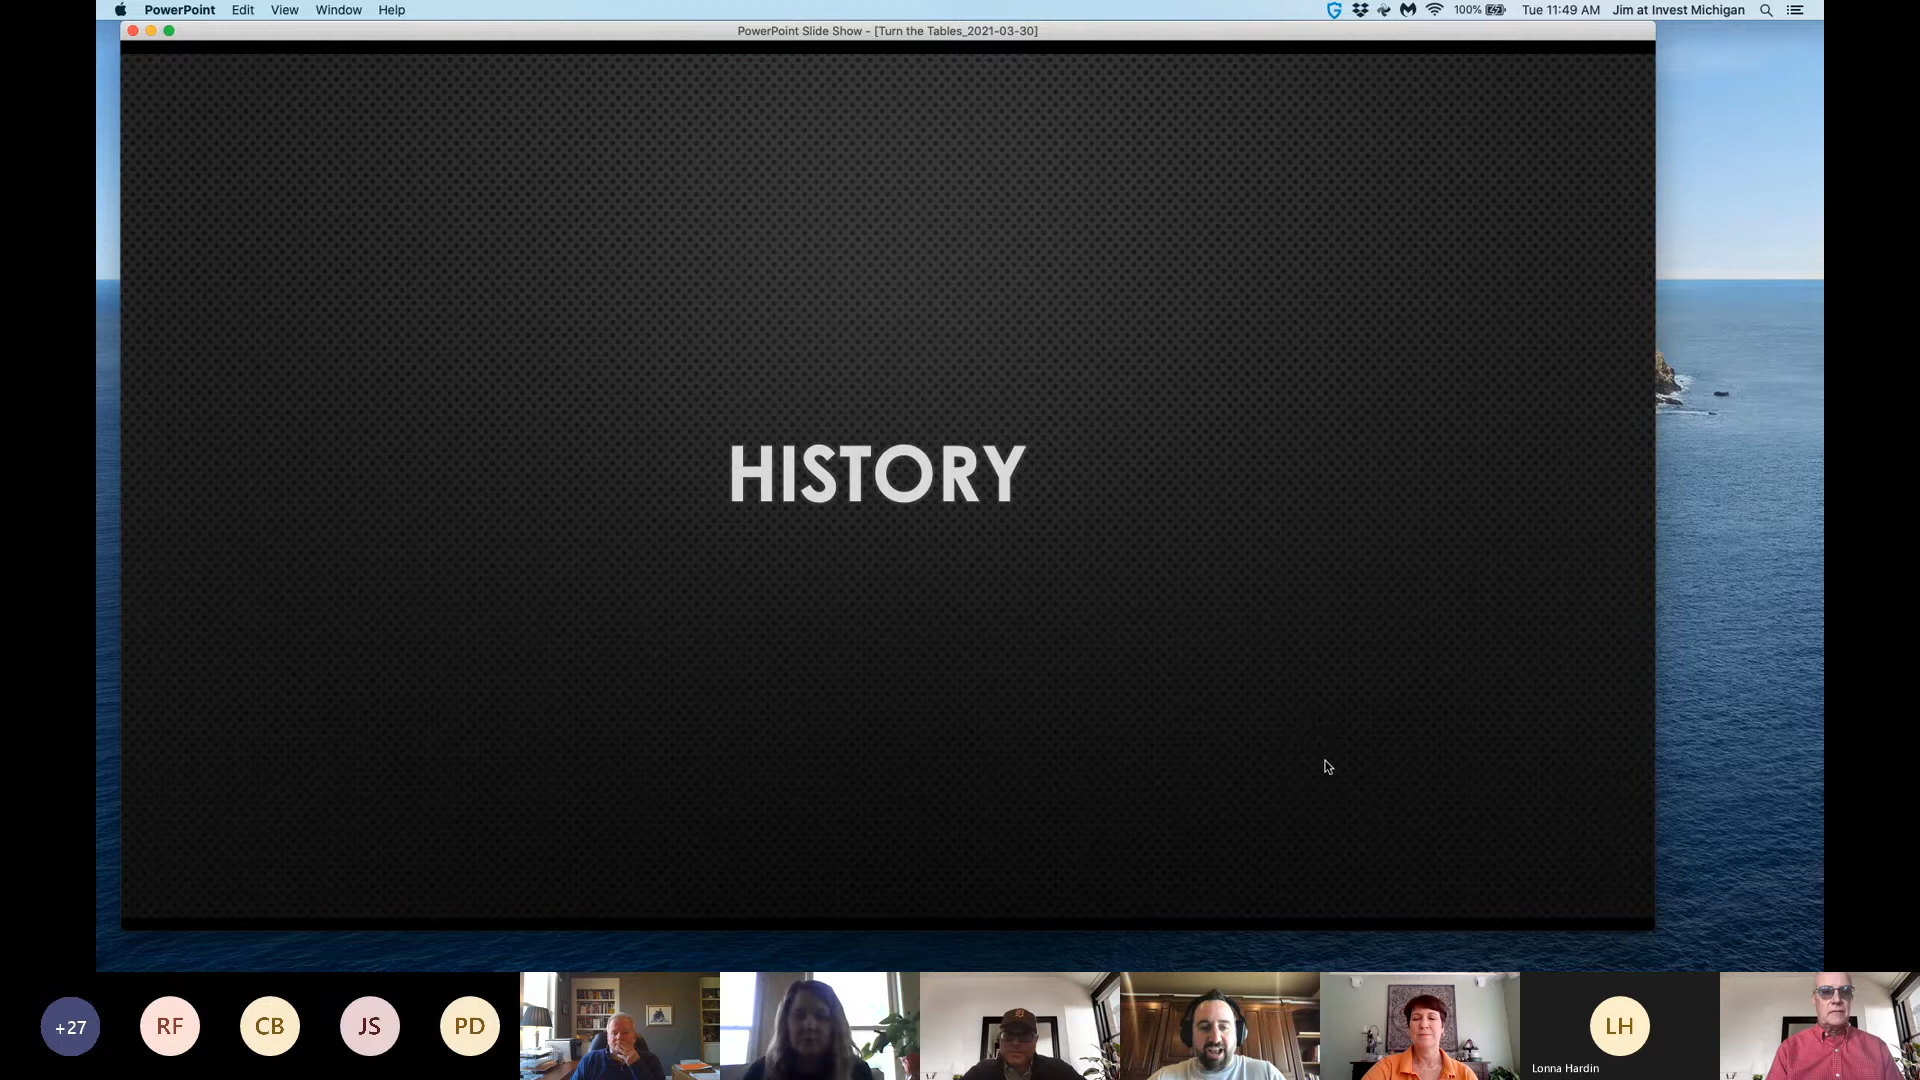 PowerPoint Edit View Window Help 100% Tue 11:49 AM Jim at Invest Michigan
PowerPoint Slide Show - [Turn the Tables_2021-03-30]
HISTORY
+27 RF CB JS PD LH
Lonna Hardin